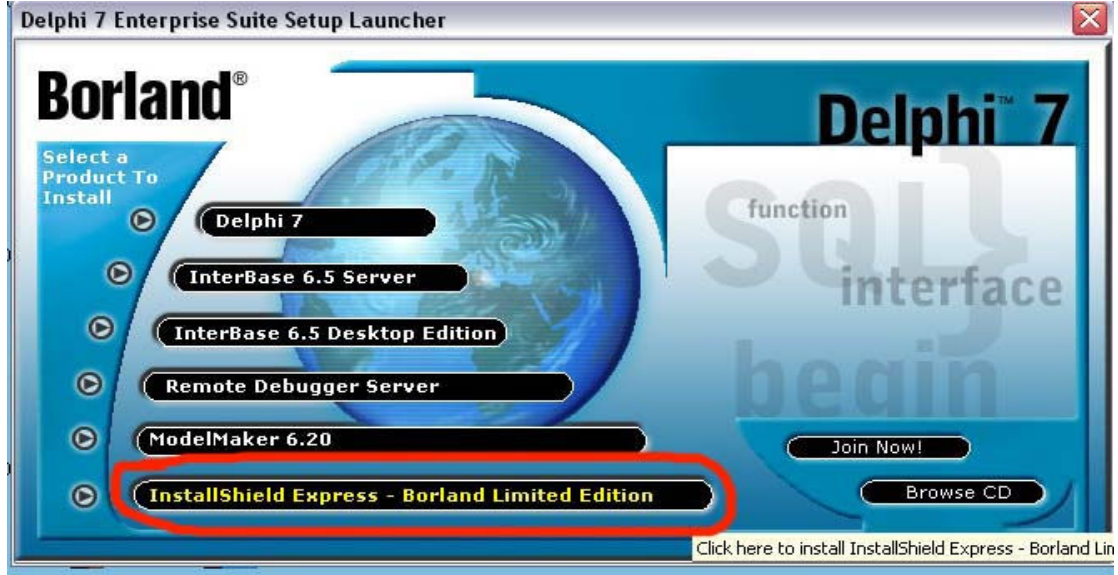 Delphi 7 Enterprise Suite Setup Launcher
Borland®
Delphi™ 7
Select a
Product To
Install
Delphi 7
InterBase 6.5 Server
InterBase 6.5 Desktop Edition
Remote Debugger Server
ModelMaker 6.20
InstallShield Express - Borland Limited Edition
SQL}
function
interface
begin
Join Now!
Browse CD
Click here to install InstallShield Express - Borland Lim